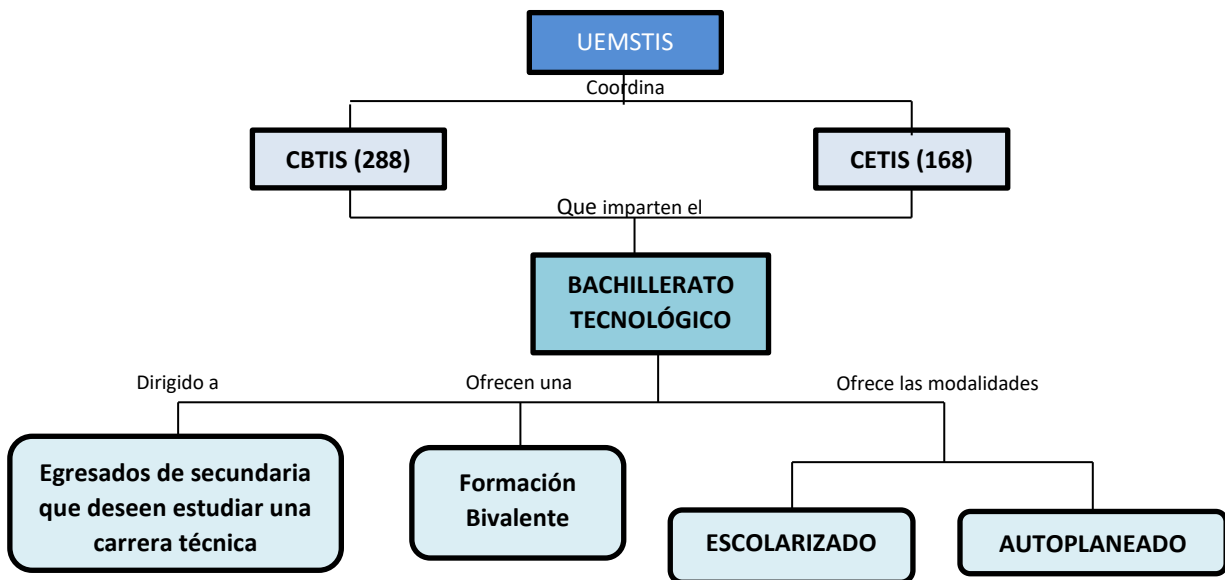 UEMSTIS
Coordina
CBTIS (288)
CETIS (168)
Que imparten el
BACHILLERATO
TECNOLÓGICO
Dirigido a
Ofrecen una
Ofrece las modalidades
Egresados de secundaria
que deseen estudiar una
carrera técnica
Formación
Bivalente
ESCOLARIZADO
AUTOPLANEADO